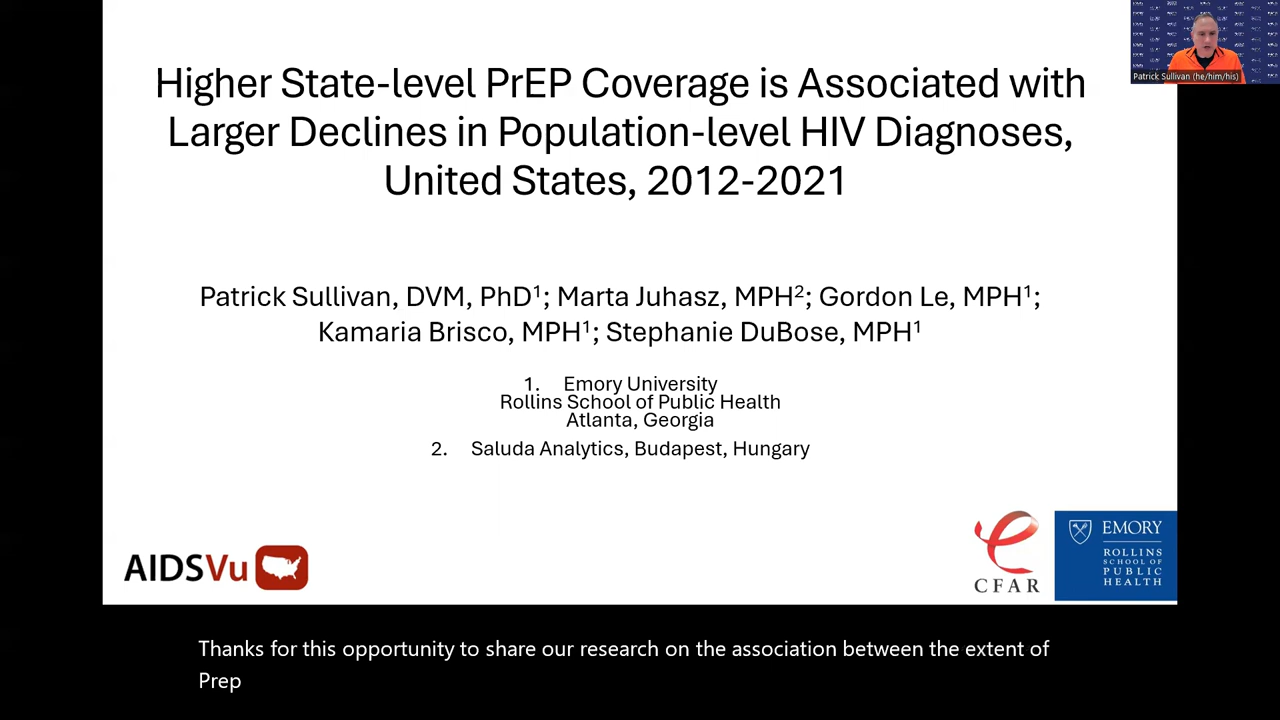 Higher State-level PrEP Coverage is Associated with
Larger Declines in Population-level HIV Diagnoses,
United States, 2012-2021
Patrick Sullivan, DVM, PhD¹; Marta Juhasz, MPH²; Gordon Le, MPH¹;
Kamaria Brisco, MPH¹; Stephanie DuBose, MPH¹
1. Emory University
Rollins School of Public Health
Atlanta, Georgia
2. Saluda Analytics, Budapest, Hungary
AIDSVu
CFAR
EMORY
ROLLINS
SCHOOL OF
PUBLIC
HEALTH
Patrick Sullivan (he/him/his)
Thanks for this opportunity to share our research on the association between the extent of
Prep